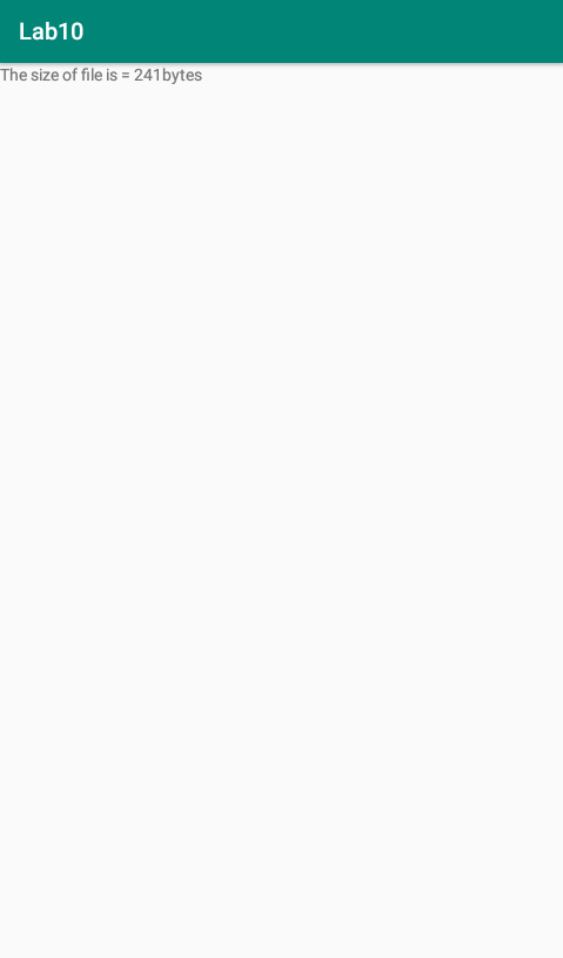 Lab10
The size of file is = 241bytes